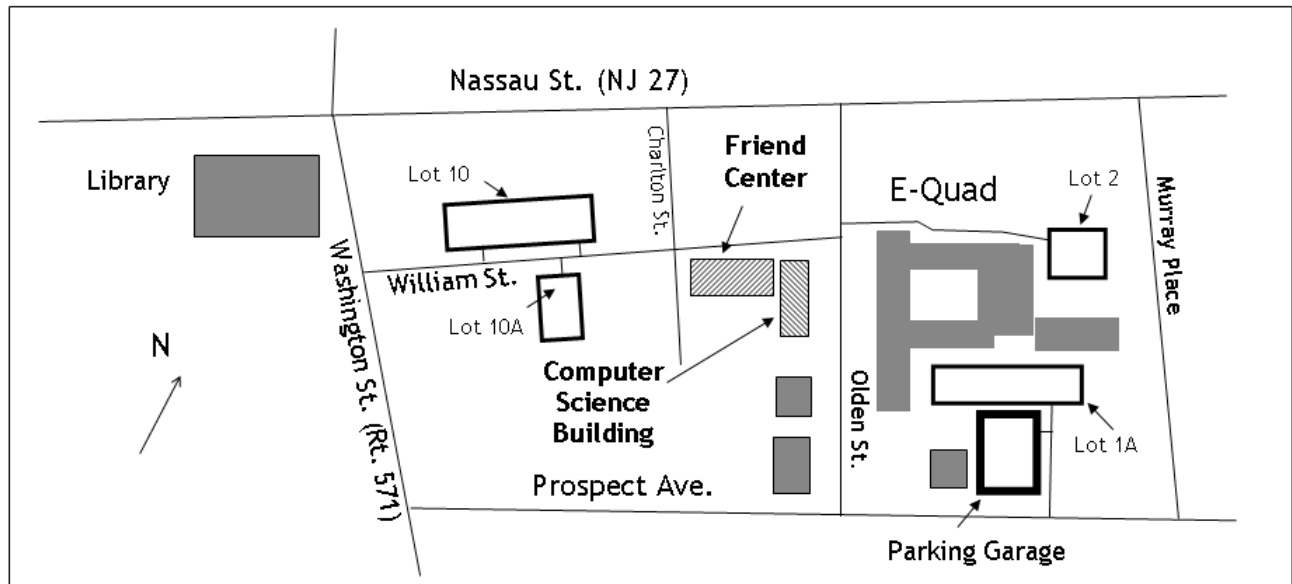 Nassau St. (NJ 27)
Charlton St.
Friend
Center
Library
Lot 10
E-Quad
Lot 2
Murray Place
Washington St. (Rt. 571)
William St.
Lot 10A
N
Computer
Science
Building
Olden St.
Lot 1A
Prospect Ave.
Parking Garage